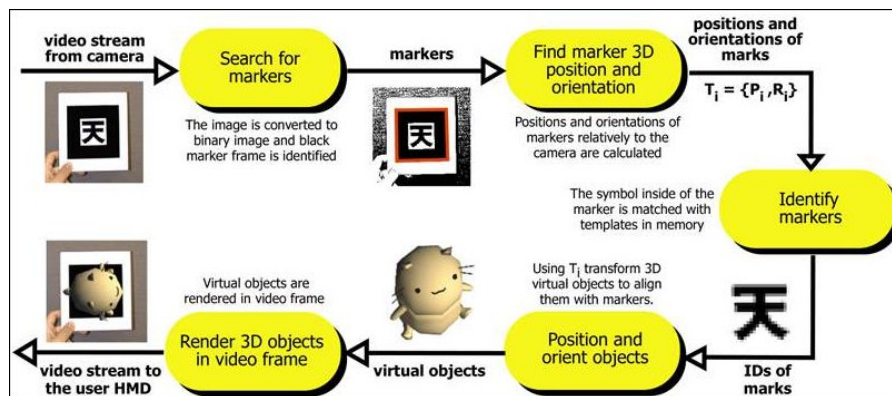 video stream
from camera
Search for
markers
The image is converted to
binary image and black
marker frame is identified
markers
Find marker 3D
position and
orientation
Positions and orientations of
markers relatively to the
camera are calculated
positions and
orientations of
marks
Ti = {Pi ,Ri}
天
天
The symbol inside of the
marker is matched with
templates in memory
Identify
markers
天
IDs of
marks
Using Ti transform 3D
virtual objects to align
them with markers.
Position and
orient objects
virtual objects
Virtual objects are
rendered in video frame
Render 3D objects
in video frame
video stream to
the user HMD